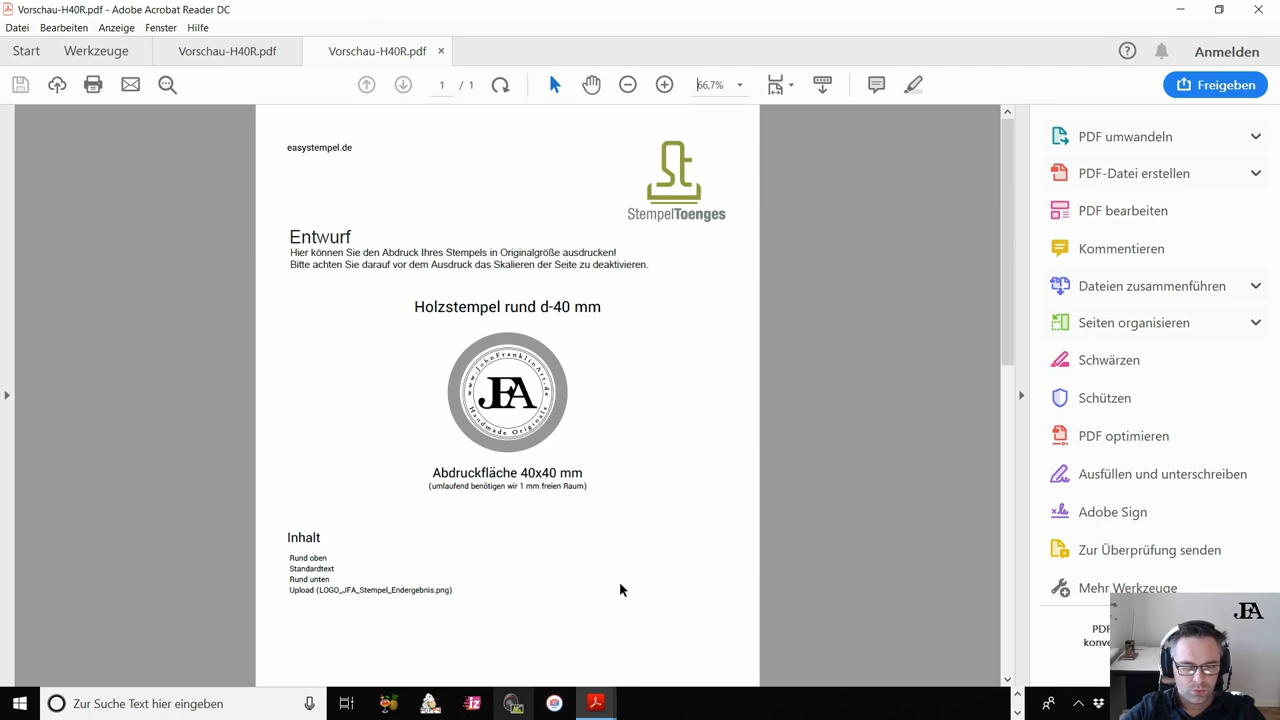 Vorschau-H40R.pdf - Adobe Acrobat Reader DC
Datei Bearbeiten Anzeige Fenster Hilfe
Start Werkzeuge Vorschau-H40R.pdf Vorschau-H40R.pdf × Anmelden
1 / 1 66,7% Freigeben
easystempel.de
St
StempelToenges
Entwurf
Hier können Sie den Abdruck Ihres Stempels in Originalgröße ausdrucken!
Bitte achten Sie darauf vor dem Ausdruck das Skalieren der Seite zu deaktivieren.
Holzstempel rund d-40 mm
www.JohnFranklinArt.de
JFA
Handmade Originals
Abdruckfläche 40x40 mm
(umlaufend benötigen wir 1 mm freien Raum)
Inhalt
Rund oben
Standardtext
Rund unten
Upload (LOGO_JFA_Stempel_Endergebnis.png)
PDF umwandeln
PDF-Datei erstellen
PDF bearbeiten
Kommentieren
Dateien zusammenführen
Seiten organisieren
Schwärzen
Schützen
PDF optimieren
Ausfüllen und unterschreiben
Adobe Sign
Zur Überprüfung senden
Mehr Werkzeuge
JFA
Zur Suche Text hier eingeben